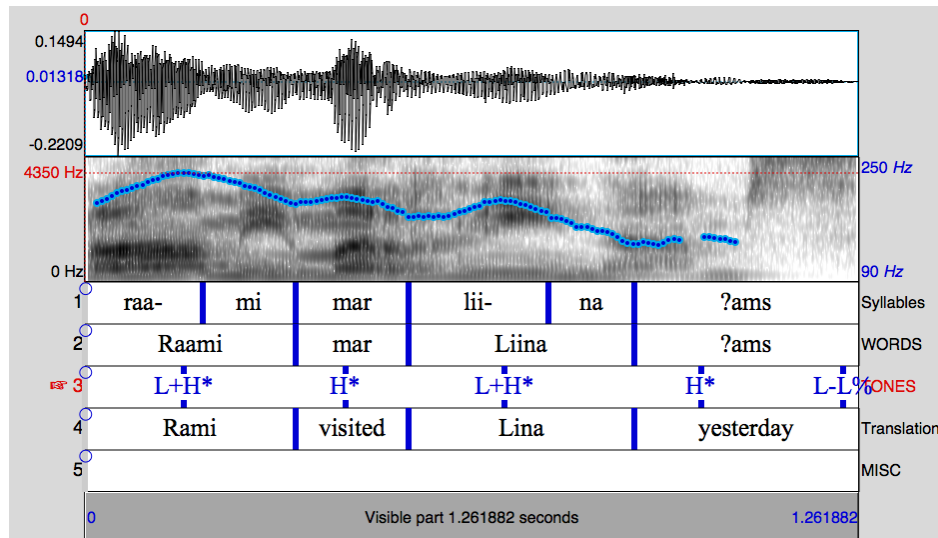 0
0.1494
0.01318
-0.2209
4350 Hz 250 Hz
0 Hz 90 Hz
1 raa- mi mar lii- na ?ams Syllables
2 Raami mar Liina ?ams WORDS
3 L+H* H* L+H* H* L-L% TONES
4 Rami visited Lina yesterday Translation
5 MISC
0 Visible part 1.261882 seconds 1.261882